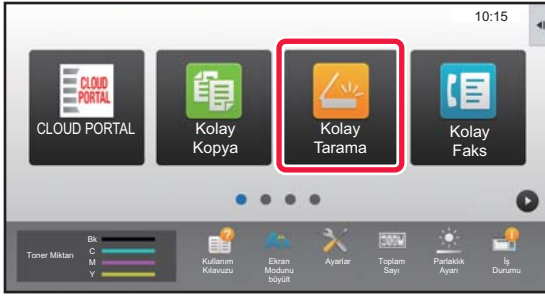 10:15
CLOUD
PORTAL
CLOUD PORTAL
Kolay
Kopya
Kolay
Tarama
Kolay
Faks
Toner Miktarı
Bk
C
M
Y
Kullanım
Kılavuzu
Ekran
Modunu
büyült
Ayarlar
Toplam
Sayı
Parlaklık
Ayarı
İş
Durumu